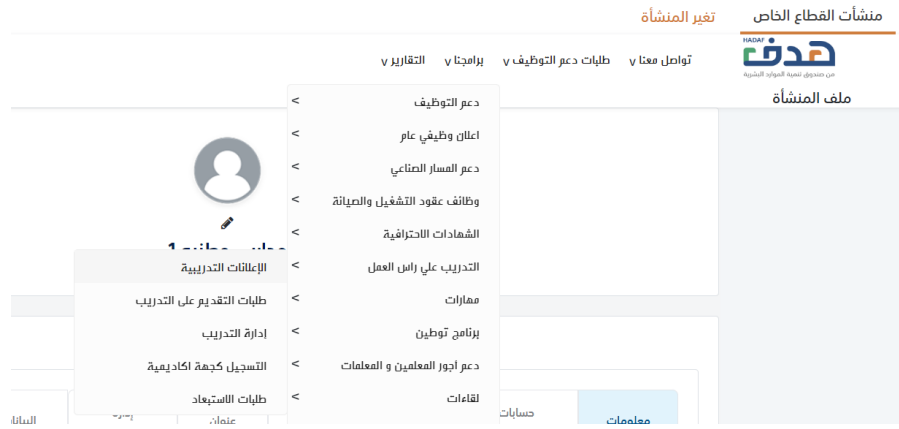 منشأت القطاع الخاص
تغير المنشأة
HADAF
هدف
من صندوق تنمية الموارد البشرية
تواصل معنا
طلبات دعم التوظيف
برامجنا
التقارير
ملف المنشأة
دعم التوظيف
اعلان وظيفي عام
دعم المسار الصناعي
وظائف عقود التشغيل والصيانة
الشهادات الاحترافية
التدريب علي راس العمل
مهارات
برنامج توطين
دعم أجور المعلمين و المعلمات
لقاءات
الإعلانات التدريبية
طلبات التقديم على التدريب
إدارة التدريب
التسجيل كجهة اكاديمية
طلبات الاستبعاد
معلومات
حسابات
عنوان